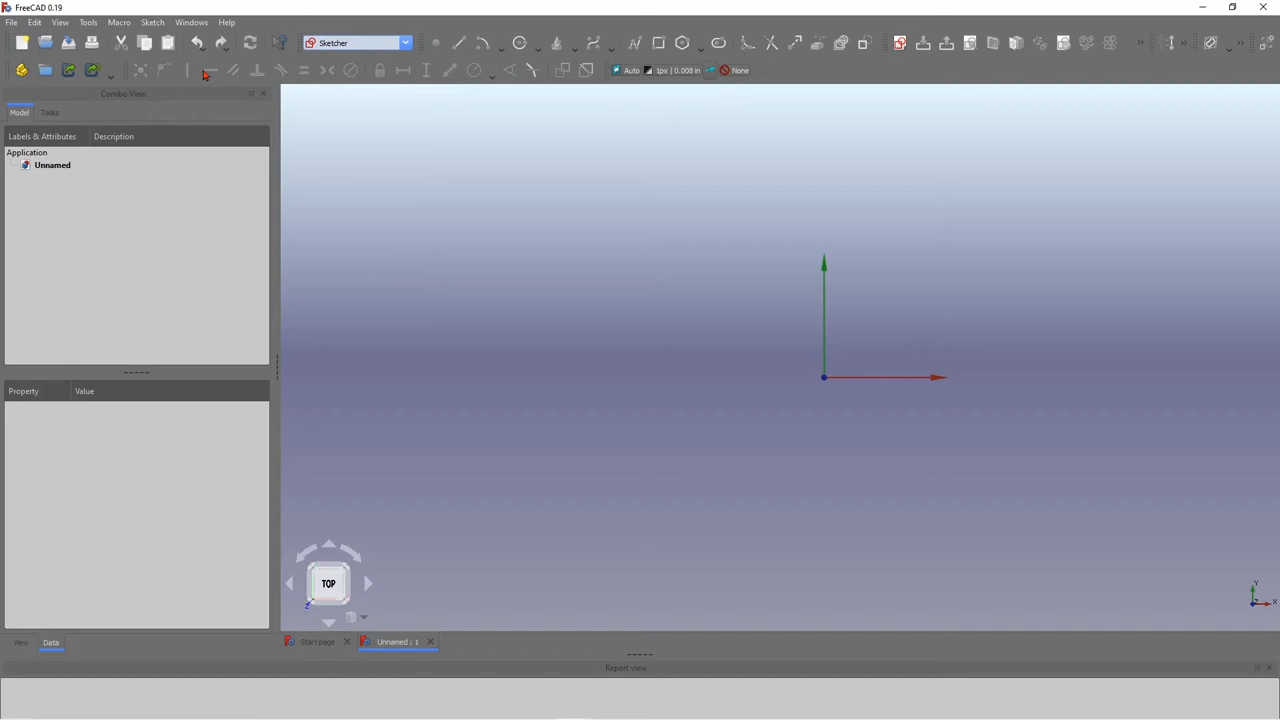 FreeCAD 0.19
File Edit View Tools Macro Sketch Windows Help
Sketcher
Auto 1px | 0.008 in None
Combo View
Model Tasks
Labels & Attributes Description
Application
Unnamed
Property Value
TOP
Y
Z X
Z
View Data
Start page Unnamed : 1
Report view